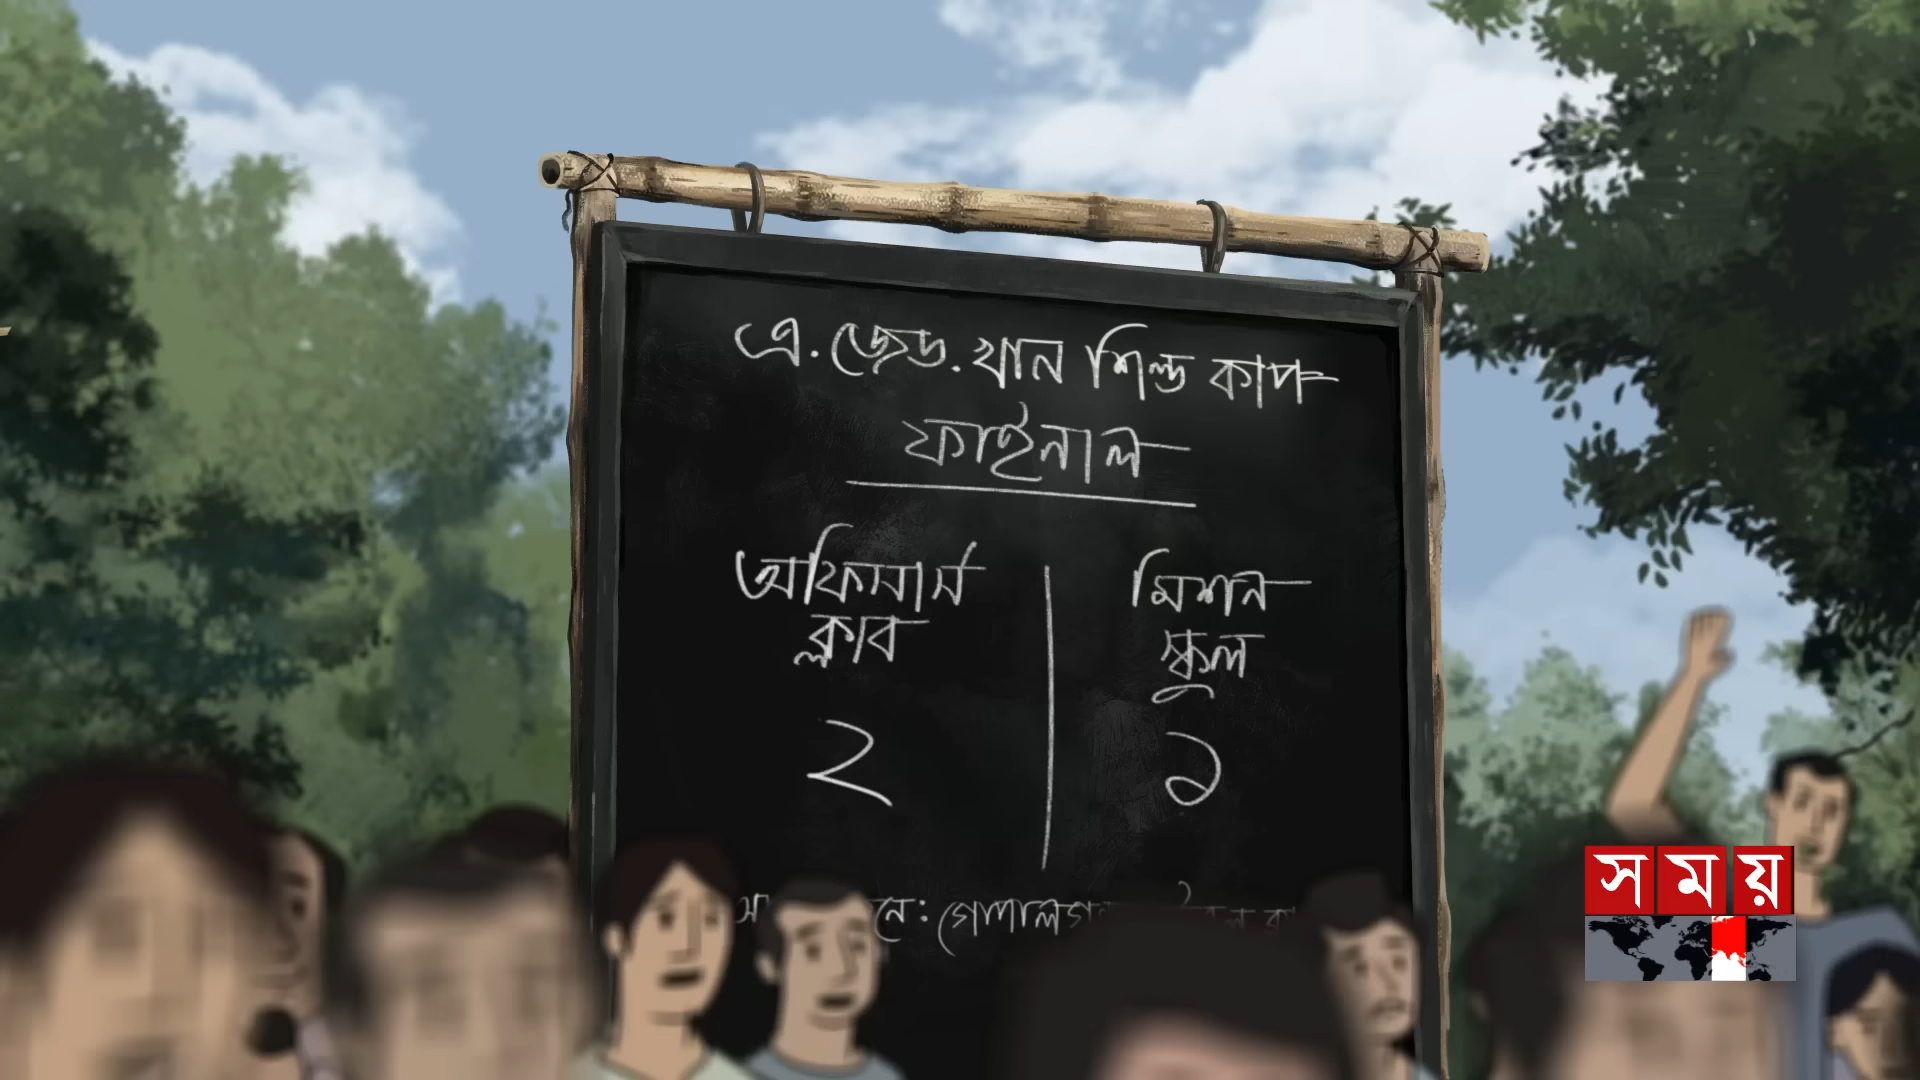 এ.জেড.খান শিল্ড কাপ
ফাইনাল
অফিসার্স
ক্লাব
মিশন
স্কুল
২
১
সময়